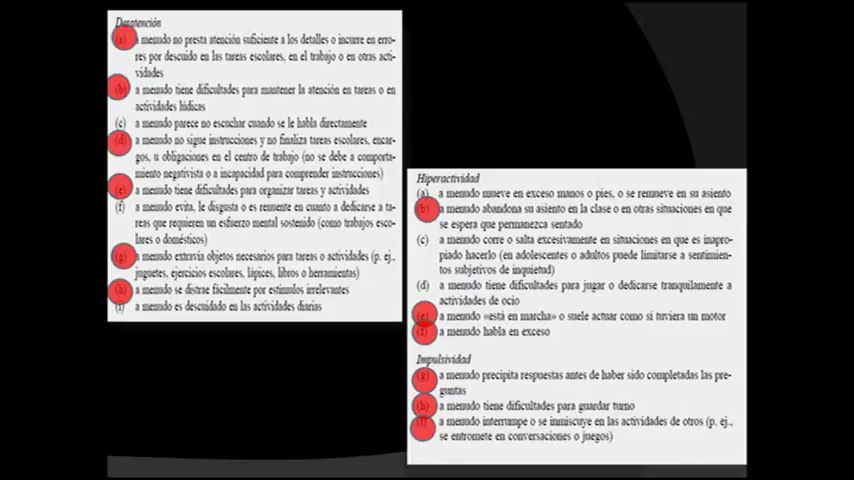 Desatención
(a) a menudo no presta atención suficiente a los detalles o incurre en erro-
res por descuido en las tareas escolares, en el trabajo o en otras acti-
vidades
(b) a menudo tiene dificultades para mantener la atención en tareas o en
actividades lúdicas
(c) a menudo parece no escuchar cuando se le habla directamente
(d) a menudo no sigue instrucciones y no finaliza tareas escolares, encar-
gos, u obligaciones en el centro de trabajo (no se debe a comporta-
miento negativista o a incapacidad para comprender instrucciones)
(e) a menudo tiene dificultades para organizar tareas y actividades
(f) a menudo evita, le disgusta o es renuente en cuanto a dedicarse a ta-
reas que requieren un esfuerzo mental sostenido (como trabajos esco-
lares o domésticos)
(g) a menudo extravía objetos necesarios para tareas o actividades (p. ej.,
juguetes, ejercicios escolares, lápices, libros o herramientas)
(h) a menudo se distrae fácilmente por estímulos irrelevantes
(i) a menudo es descuidado en las actividades diarias
Hiperactividad
(a) a menudo mueve en exceso manos o pies, o se remueve en su asiento
(b) a menudo abandona su asiento en la clase o en otras situaciones en que
se espera que permanezca sentado
(c) a menudo corre o salta excesivamente en situaciones en que es inapro-
piado hacerlo (en adolescentes o adultos puede limitarse a sentimien-
tos subjetivos de inquietud)
(d) a menudo tiene dificultades para jugar o dedicarse tranquilamente a
actividades de ocio
(e) a menudo «está en marcha» o suele actuar como si tuviera un motor
(f) a menudo habla en exceso
Impulsividad
(g) a menudo precipita respuestas antes de haber sido completadas las pre-
guntas
(h) a menudo tiene dificultades para guardar turno
(i) a menudo interrumpe o se inmiscuye en las actividades de otros (p. ej.,
se entromete en conversaciones o juegos)